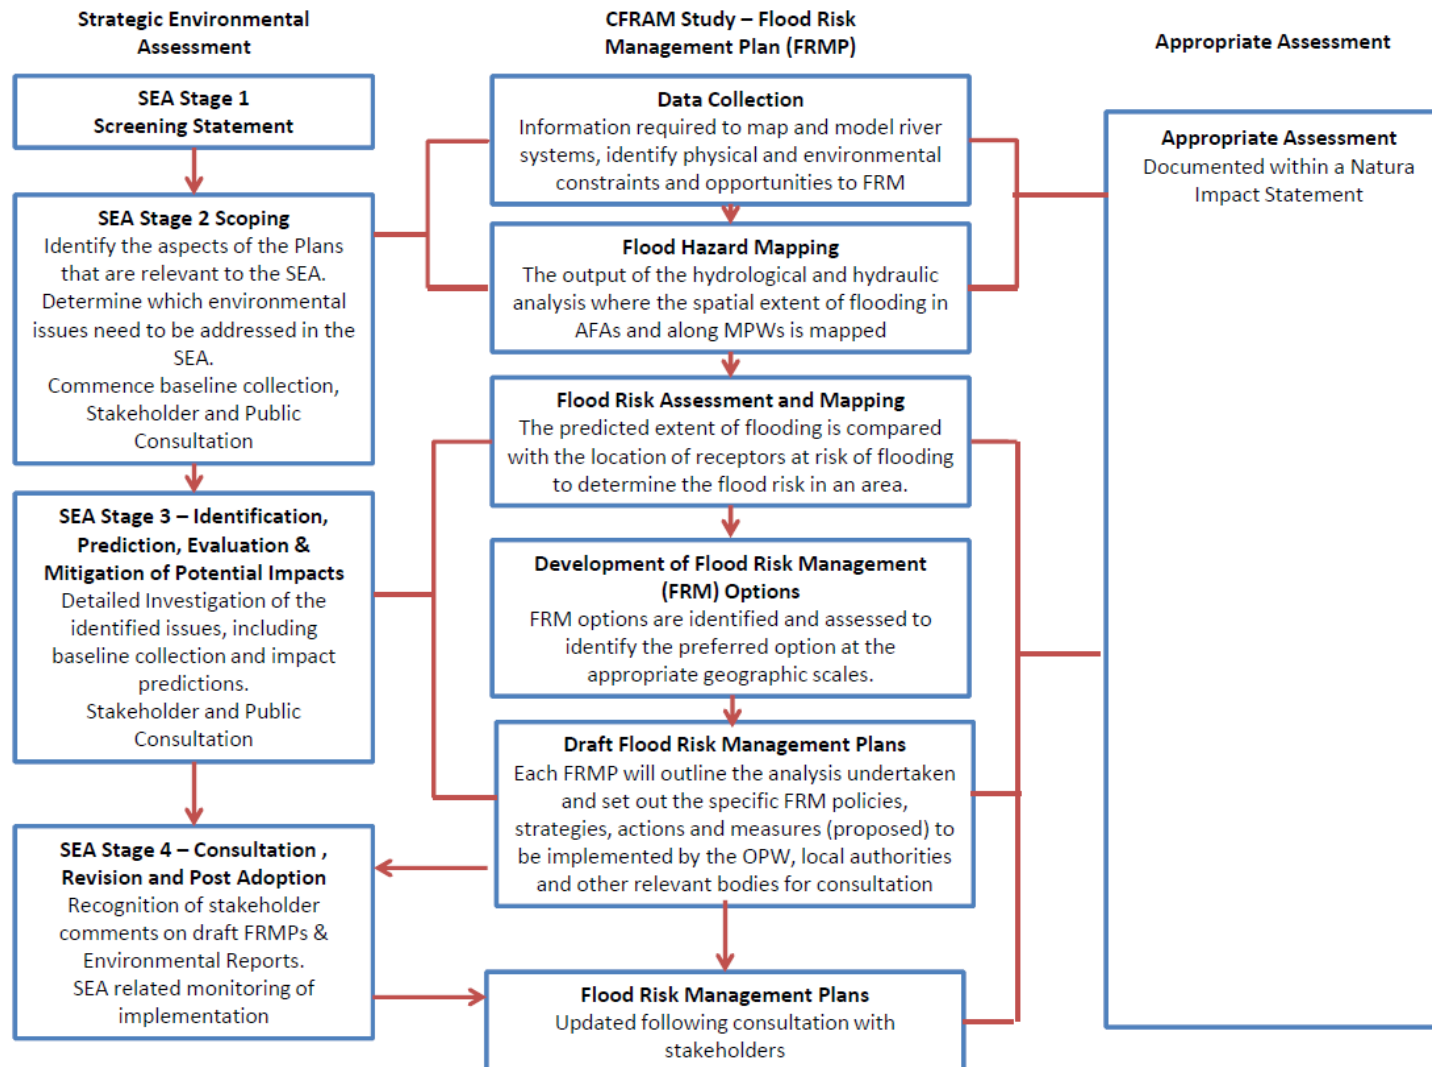 Strategic Environmental
Assessment
SEA Stage 1
Screening Statement
SEA Stage 2 Scoping
Identify the aspects of the Plans
that are relevant to the SEA.
Determine which environmental
issues need to be addressed in the
SEA.
Commence baseline collection,
Stakeholder and Public
Consultation
SEA Stage 3 – Identification,
Prediction, Evaluation &
Mitigation of Potential Impacts
Detailed Investigation of the
identified issues, including
baseline collection and impact
predictions.
Stakeholder and Public
Consultation
SEA Stage 4 – Consultation ,
Revision and Post Adoption
Recognition of stakeholder
comments on draft FRMPs &
Environmental Reports.
SEA related monitoring of
implementation
CFRAM Study – Flood Risk
Management Plan (FRMP)
Data Collection
Information required to map and model river
systems, identify physical and environmental
constraints and opportunities to FRM
Flood Hazard Mapping
The output of the hydrological and hydraulic
analysis where the spatial extent of flooding in
AFAs and along MPWs is mapped
Flood Risk Assessment and Mapping
The predicted extent of flooding is compared
with the location of receptors at risk of flooding
to determine the flood risk in an area.
Development of Flood Risk Management
(FRM) Options
FRM options are identified and assessed to
identify the preferred option at the
appropriate geographic scales.
Draft Flood Risk Management Plans
Each FRMP will outline the analysis undertaken
and set out the specific FRM policies,
strategies, actions and measures (proposed) to
be implemented by the OPW, local authorities
and other relevant bodies for consultation
Flood Risk Management Plans
Updated following consultation with
stakeholders
Appropriate Assessment
Appropriate Assessment
Documented within a Natura
Impact Statement